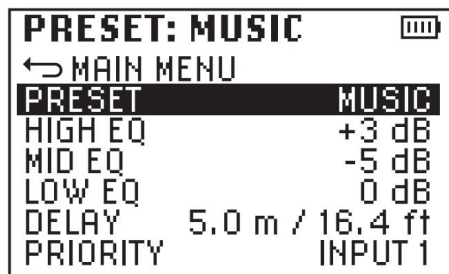 PRESET: MUSIC
MAIN MENU
PRESET MUSIC
HIGH EQ +3 dB
MID EQ -5 dB
LOW EQ 0 dB
DELAY 5.0 m / 16.4 ft
PRIORITY INPUT 1